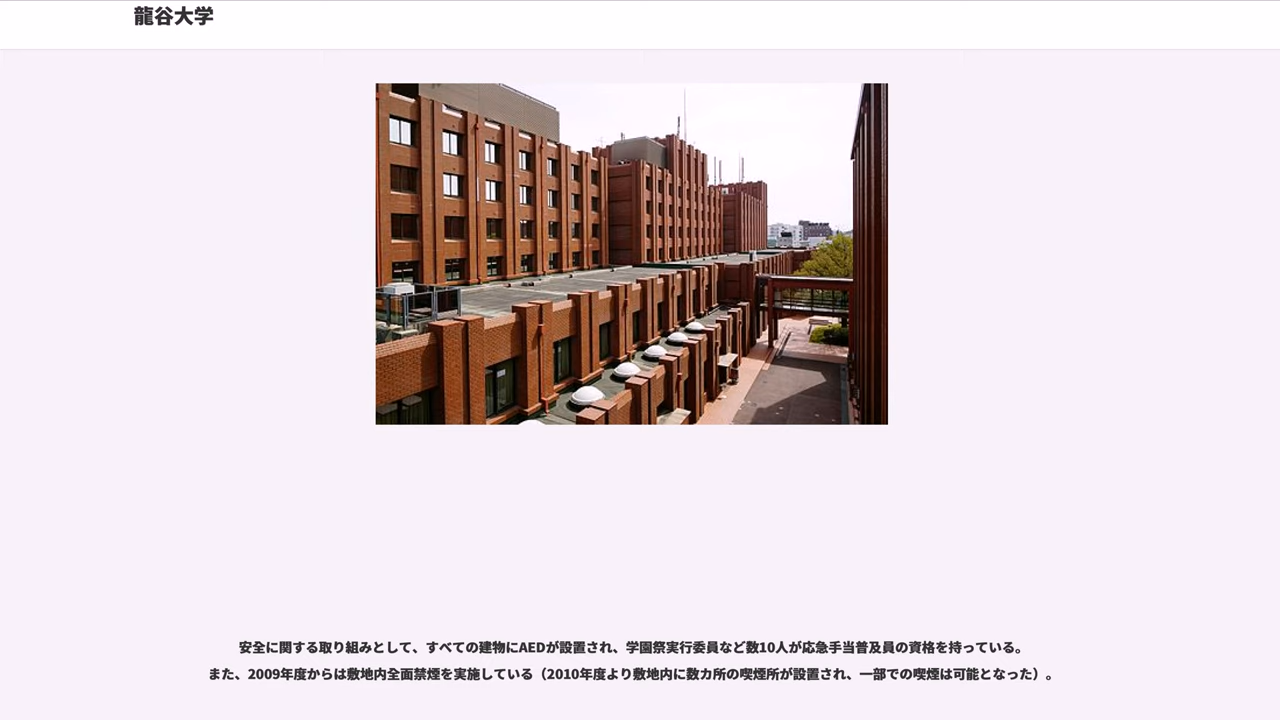 龍谷大学
安全に関する取り組みとして、すべての建物にAEDが設置され、学園祭実行委員など数10人が応急手当普及員の資格を持っている。
また、2009年度からは敷地内全面禁煙を実施している（2010年度より敷地内に数カ所の喫煙所が設置され、一部での喫煙は可能となった）。